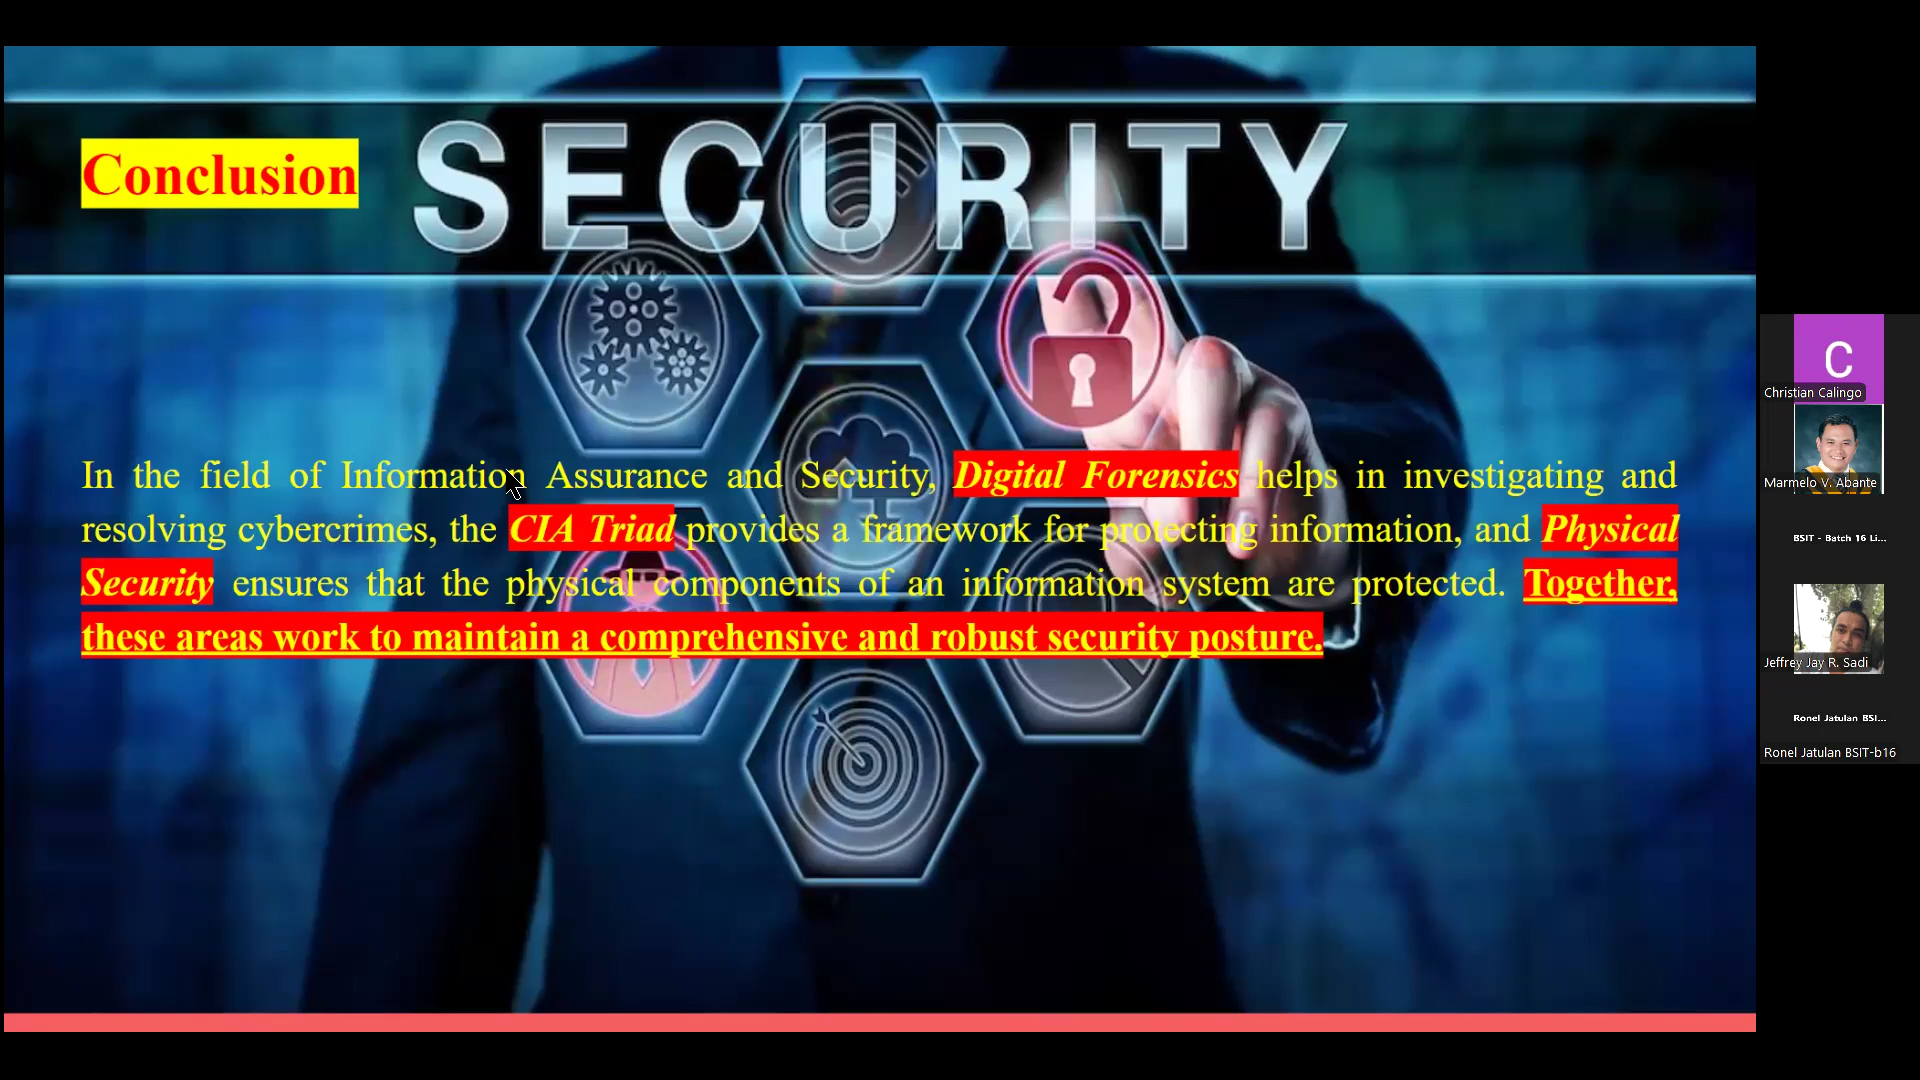 SECURITY
Conclusion
In the field of Information Assurance and Security, Digital Forensics helps in investigating and
resolving cybercrimes, the CIA Triad provides a framework for protecting information, and Physical
Security ensures that the physical components of an information system are protected. Together,
these areas work to maintain a comprehensive and robust security posture.
C
Christian Calingo
Marmelo V. Abante
BSIT - Batch 16 Li...
Jeffrey Jay R. Sadi
Ronel Jatulan BSI...
Ronel Jatulan BSIT-b16